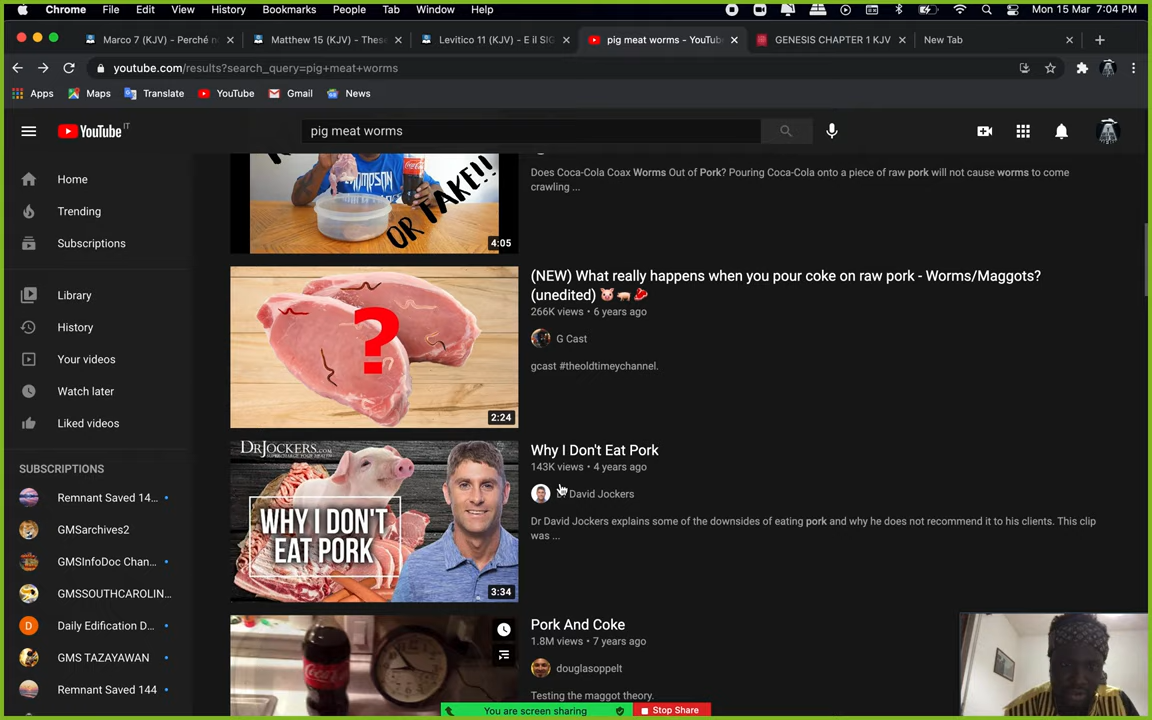 Chrome File Edit View History Bookmarks People Tab Window Help Mon 15 Mar 7:04 PM
Marco 7 (KJV) - Perché n Matthew 15 (KJV) - Thes Levitico 11 (KJV) - E il SIG pig meat worms - YouTub GENESIS CHAPTER 1 KJV New Tab
youtube.com/results?search_query=pig+meat+worms
Apps Maps Translate YouTube Gmail News
YouTube IT pig meat worms
Home
Trending
Subscriptions
Library
History
Your videos
Watch later
Liked videos
SUBSCRIPTIONS
Remnant Saved 14...
GMSarchives2
GMSInfoDoc Chan...
GMSSOUTHCAROLIN...
Daily Edification D...
GMS TAZAYAWAN
Remnant Saved 144
OR FAKE!!
4:05
Does Coca-Cola Coax Worms Out of Pork? Pouring Coca-Cola onto a piece of raw pork will not cause worms to come
crawling ...
?
2:24
(NEW) What really happens when you pour coke on raw pork - Worms/Maggots?
(unedited)
266K views • 6 years ago
G Cast
gcast #theoldtimeychannel.
DRJOCKERS.COM
WHY I DON'T
EAT PORK
3:34
Why I Don't Eat Pork
143K views • 4 years ago
David Jockers
Dr David Jockers explains some of the downsides of eating pork and why he does not recommend it to his clients. This clip
was ...
Pork And Coke
1.8M views • 7 years ago
douglasoppelt
Testing the maggot theory.
You are screen sharing Stop Share